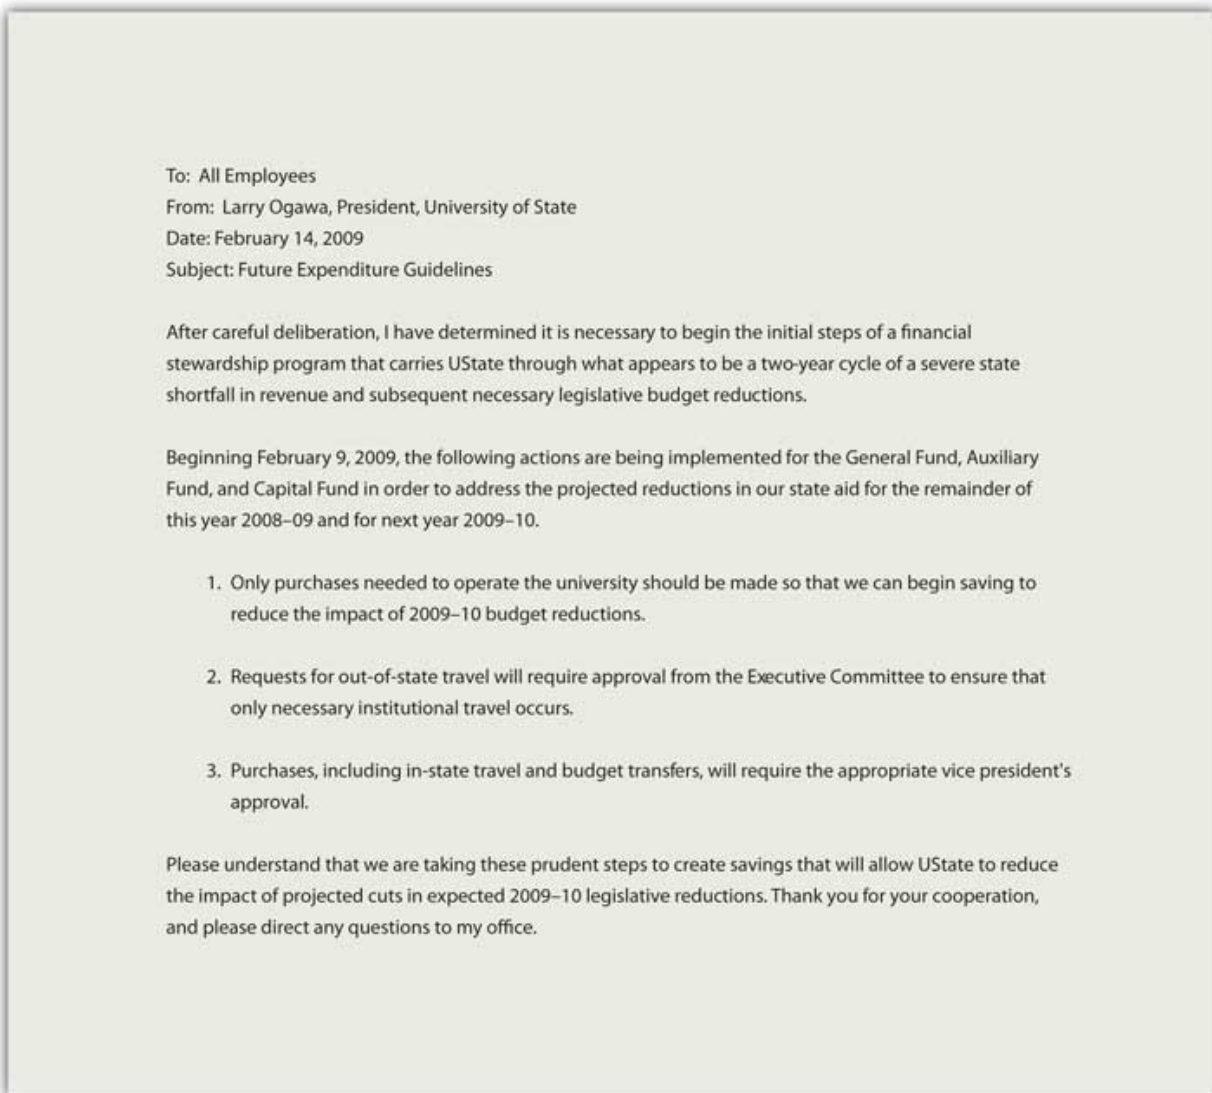 To: All Employees
From: Larry Ogawa, President, University of State
Date: February 14, 2009
Subject: Future Expenditure Guidelines
After careful deliberation, I have determined it is necessary to begin the initial steps of a financial
stewardship program that carries UState through what appears to be a two-year cycle of a severe state
shortfall in revenue and subsequent necessary legislative budget reductions.
Beginning February 9, 2009, the following actions are being implemented for the General Fund, Auxiliary
Fund, and Capital Fund in order to address the projected reductions in our state aid for the remainder of
this year 2008–09 and for next year 2009–10.
1. Only purchases needed to operate the university should be made so that we can begin saving to
reduce the impact of 2009–10 budget reductions.
2. Requests for out-of-state travel will require approval from the Executive Committee to ensure that
only necessary institutional travel occurs.
3. Purchases, including in-state travel and budget transfers, will require the appropriate vice president's
approval.
Please understand that we are taking these prudent steps to create savings that will allow UState to reduce
the impact of projected cuts in expected 2009–10 legislative reductions. Thank you for your cooperation,
and please direct any questions to my office.